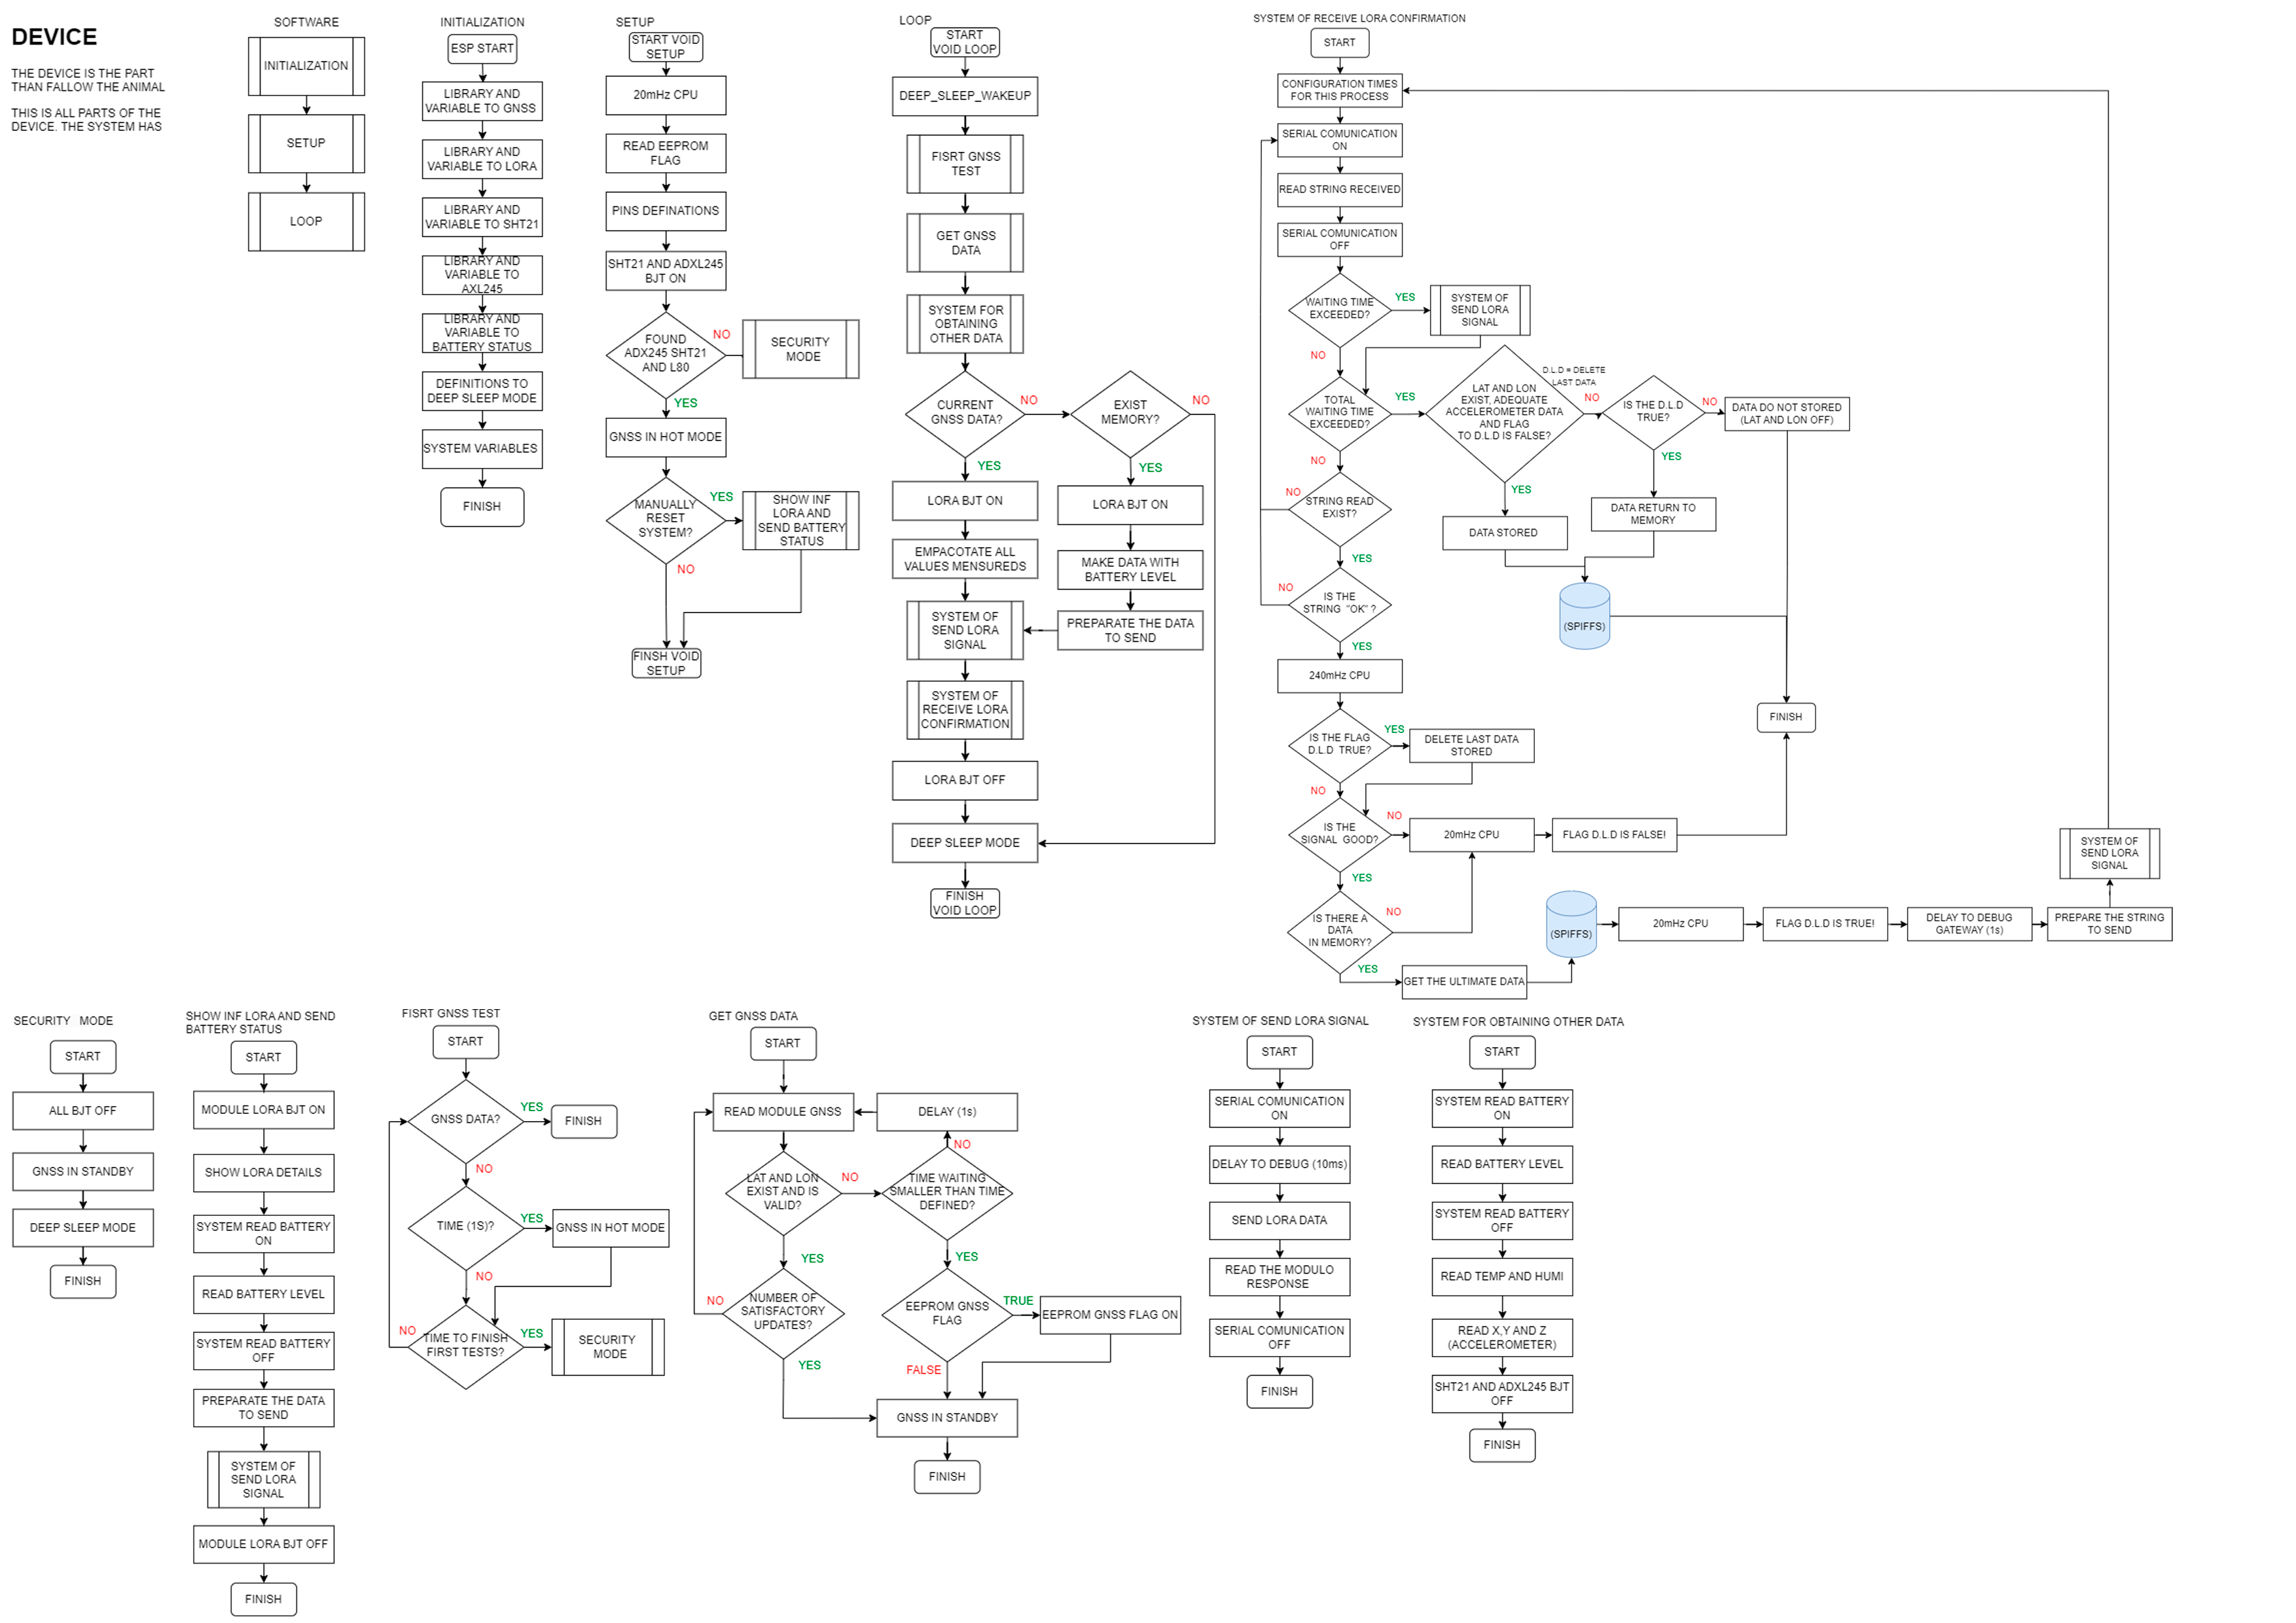 DEVICE
THE DEVICE IS THE PART
THAN FALLOW THE ANIMAL
THIS IS ALL PARTS OF THE
DEVICE. THE SYSTEM HAS
SOFTWARE
INITIALIZATION
SETUP
LOOP
INITIALIZATION
ESP START
LIBRARY AND
VARIABLE TO GNSS
LIBRARY AND
VARIABLE TO LORA
LIBRARY AND
VARIABLE TO SHT21
LIBRARY AND
VARIABLE TO
AXL245
LIBRARY AND
VARIABLE TO
BATTERY STATUS
DEFINITIONS TO
DEEP SLEEP MODE
SYSTEM VARIABLES
FINISH
SETUP
START VOID
SETUP
20mHz CPU
READ EEPROM
FLAG
PINS DEFINATIONS
SHT21 AND ADXL245
BJT ON
FOUND
ADX245 SHT21
AND L80
NO
SECURITY
MODE
YES
GNSS IN HOT MODE
MANUALLY
RESET
SYSTEM?
YES
SHOW INF
LORA AND
SEND BATTERY
STATUS
NO
FINSH VOID
SETUP
LOOP
START
VOID LOOP
DEEP_SLEEP_WAKEUP
FISRT GNSS
TEST
GET GNSS
DATA
SYSTEM FOR
OBTAINING
OTHER DATA
CURRENT
GNSS DATA?
NO
EXIST
MEMORY?
NO
YES
YES
LORA BJT ON
LORA BJT ON
EMPACOTATE ALL
VALUES MENSUREDS
MAKE DATA WITH
BATTERY LEVEL
SYSTEM OF
SEND LORA
SIGNAL
PREPARATE THE DATA
TO SEND
SYSTEM OF
RECEIVE LORA
CONFIRMATION
LORA BJT OFF
DEEP SLEEP MODE
FINISH
VOID LOOP
SYSTEM OF RECEIVE LORA CONFIRMATION
START
CONFIGURATION TIMES
FOR THIS PROCESS
SERIAL COMUNICATION
ON
READ STRING RECEIVED
SERIAL COMUNICATION
OFF
WAITING TIME
EXCEEDED?
YES
SYSTEM OF
SEND LORA
SIGNAL
NO
TOTAL
WAITING TIME
EXCEEDED?
YES
LAT AND LON
EXIST, ADEQUATE
ACCELEROMETER DATA
AND FLAG
TO D.L.D IS FALSE?
D.L.D = DELETE
LAST DATA
NO
IS THE D.L.D
TRUE?
NO
DATA DO NOT STORED
(LAT AND LON OFF)
YES
YES
DATA RETURN TO
MEMORY
DATA STORED
(SPIFFS)
NO
STRING READ
EXIST?
NO
YES
IS THE
STRING "OK" ?
NO
YES
240mHz CPU
IS THE FLAG
D.L.D TRUE?
YES
DELETE LAST DATA
STORED
NO
IS THE
SIGNAL GOOD?
NO
20mHz CPU
FLAG D.L.D IS FALSE!
FINISH
YES
IS THERE A
DATA
IN MEMORY?
NO
YES
GET THE ULTIMATE DATA
(SPIFFS)
20mHz CPU
FLAG D.L.D IS TRUE!
DELAY TO DEBUG
GATEWAY (1s)
PREPARE THE STRING
TO SEND
SYSTEM OF
SEND LORA
SIGNAL
SECURITY MODE
START
ALL BJT OFF
GNSS IN STANDBY
DEEP SLEEP MODE
FINISH
SHOW INF LORA AND SEND
BATTERY STATUS
START
MODULE LORA BJT ON
SHOW LORA DETAILS
SYSTEM READ BATTERY
ON
READ BATTERY LEVEL
SYSTEM READ BATTERY
OFF
PREPARATE THE DATA
TO SEND
SYSTEM OF
SEND LORA
SIGNAL
MODULE LORA BJT OFF
FINISH
FISRT GNSS TEST
START
GNSS DATA?
YES
FINISH
NO
TIME (1S)?
YES
GNSS IN HOT MODE
NO
TIME TO FINISH
FIRST TESTS?
NO
YES
SECURITY
MODE
GET GNSS DATA
START
READ MODULE GNSS
DELAY (1s)
LAT AND LON
EXIST AND IS
VALID?
NO
TIME WAITING
SMALLER THAN TIME
DEFINED?
NO
YES
YES
NUMBER OF
SATISFACTORY
UPDATES?
NO
YES
EEPROM GNSS
FLAG
TRUE
EEPROM GNSS FLAG ON
FALSE
GNSS IN STANDBY
FINISH
SYSTEM OF SEND LORA SIGNAL
START
SERIAL COMUNICATION
ON
DELAY TO DEBUG (10ms)
SEND LORA DATA
READ THE MODULO
RESPONSE
SERIAL COMUNICATION
OFF
FINISH
SYSTEM FOR OBTAINING OTHER DATA
START
SYSTEM READ BATTERY
ON
READ BATTERY LEVEL
SYSTEM READ BATTERY
OFF
READ TEMP AND HUMI
READ X,Y AND Z
(ACCELEROMETER)
SHT21 AND ADXL245 BJT
OFF
FINISH